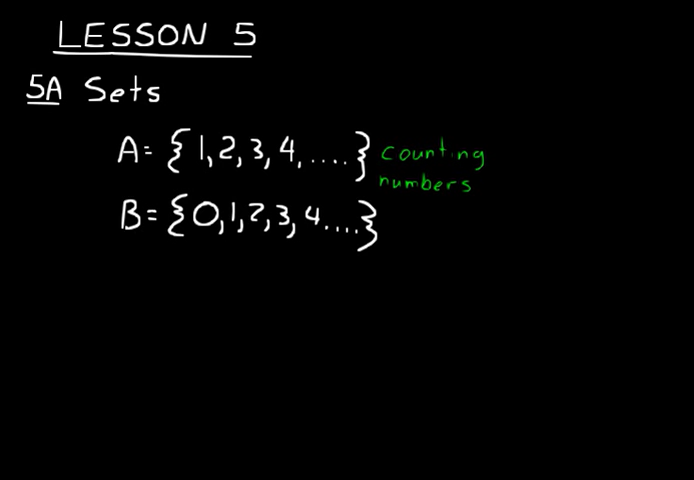 LESSON 5
5A Sets
A = {1, 2, 3, 4, ....} counting
numbers
B = {0, 1, 2, 3, 4 ....}